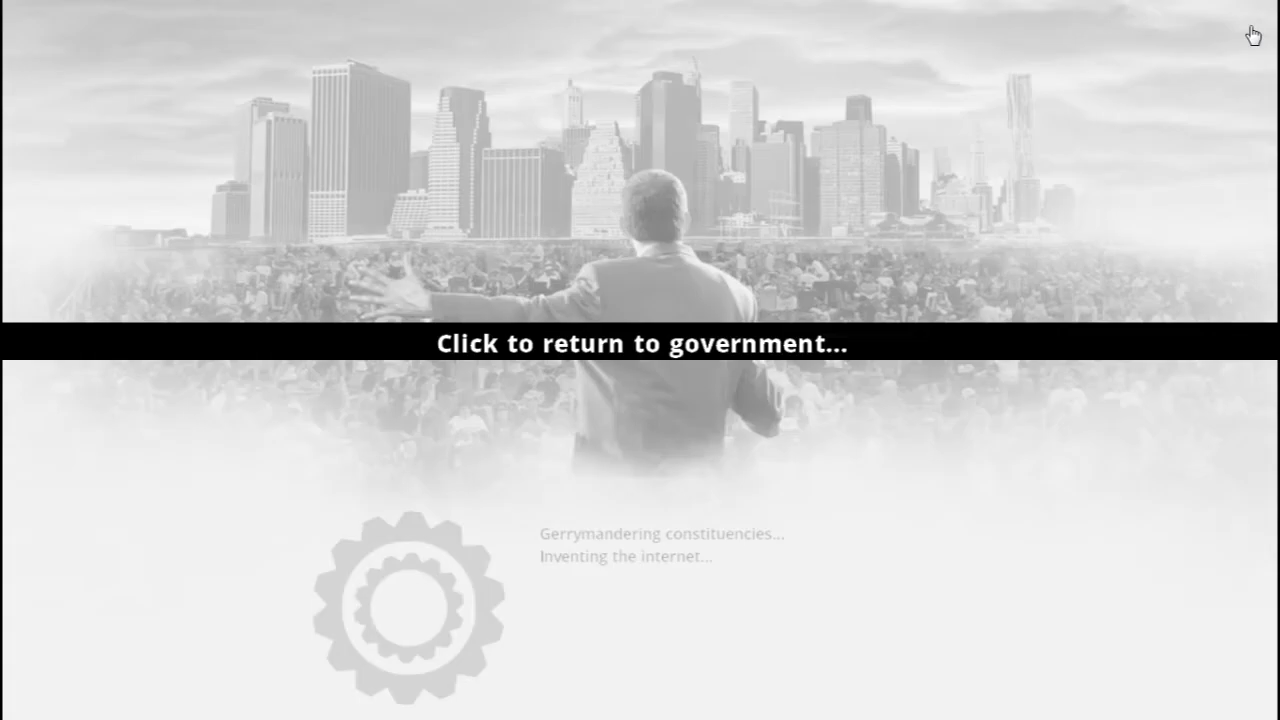 Click to return to government...
Gerrymandering constituencies...
Inventing the internet...